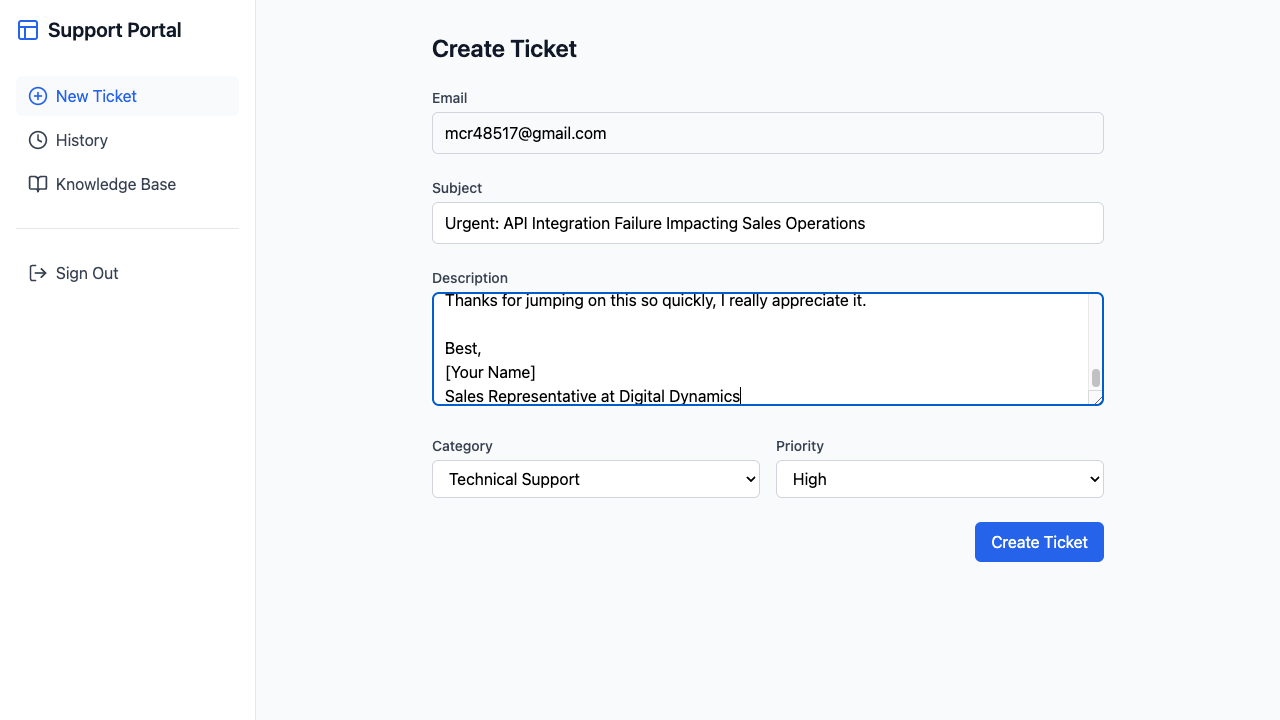 Support Portal
New Ticket
History
Knowledge Base
Sign Out
Create Ticket
Email
mcr48517@gmail.com
Subject
Urgent: API Integration Failure Impacting Sales Operations
Description
Thanks for jumping on this so quickly, I really appreciate it.
Best,
[Your Name]
Sales Representative at Digital Dynamics
Category
Priority
Technical Support
High
Create Ticket